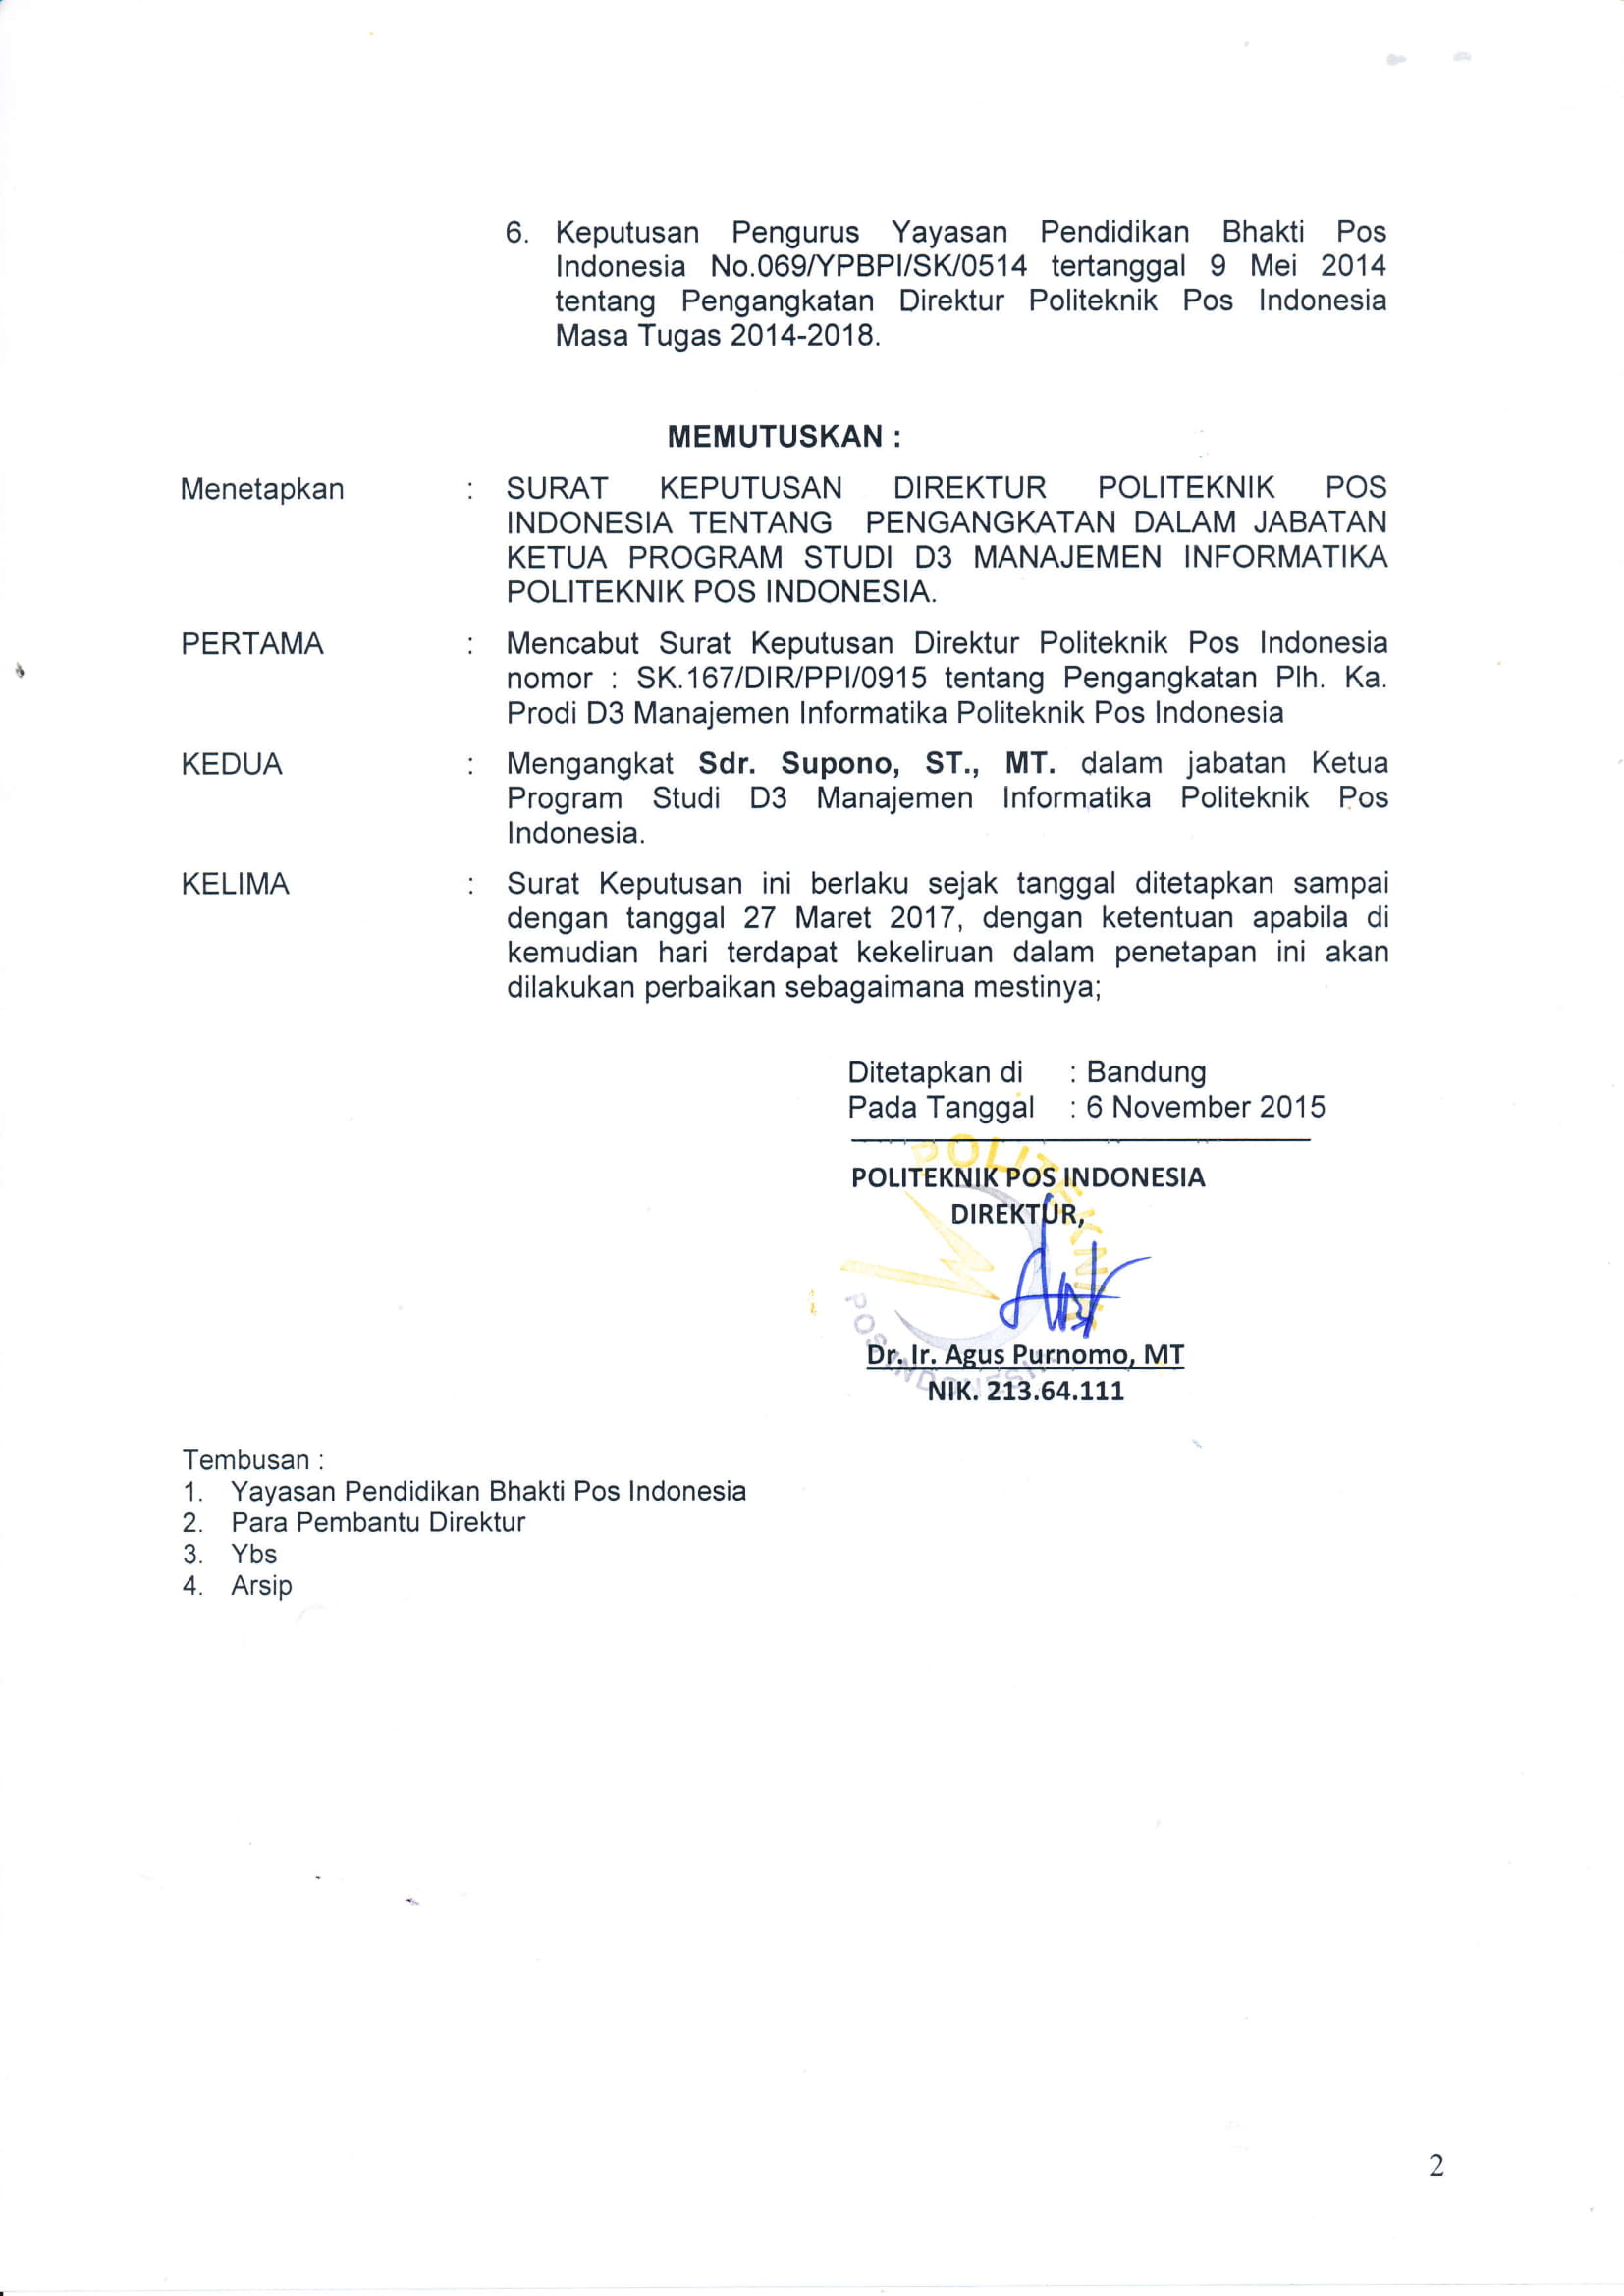 6. Keputusan Pengurus Yayasan Pendidikan Bhakti Pos
Indonesia No.069/YPBPI/SK/0514 tertanggal 9 Mei 2014
tentang Pengangkatan Direktur Politeknik Pos Indonesia
Masa Tugas 2014-2018.
MEMUTUSKAN :
Menetapkan : SURAT KEPUTUSAN DIREKTUR POLITEKNIK POS
INDONESIA TENTANG PENGANGKATAN DALAM JABATAN
KETUA PROGRAM STUDI D3 MANAJEMEN INFORMATIKA
POLITEKNIK POS INDONESIA.
PERTAMA : Mencabut Surat Keputusan Direktur Politeknik Pos Indonesia
nomor : SK.167/DIR/PPI/0915 tentang Pengangkatan Plh. Ka.
Prodi D3 Manajemen Informatika Politeknik Pos Indonesia
KEDUA : Mengangkat Sdr. Supono, ST., MT. dalam jabatan Ketua
Program Studi D3 Manajemen Informatika Politeknik Pos
Indonesia.
KELIMA : Surat Keputusan ini berlaku sejak tanggal ditetapkan sampai
dengan tanggal 27 Maret 2017, dengan ketentuan apabila di
kemudian hari terdapat kekeliruan dalam penetapan ini akan
dilakukan perbaikan sebagaimana mestinya;
Ditetapkan di : Bandung
Pada Tanggal : 6 November 2015
POLITEKNIK
POLITEKNIK POS INDONESIA
DIREKTUR,
POS INDONESIA
Dr. Ir. Agus Purnomo, MT
NIK. 213.64.111
Tembusan :
1. Yayasan Pendidikan Bhakti Pos Indonesia
2. Para Pembantu Direktur
3. Ybs
4. Arsip
2